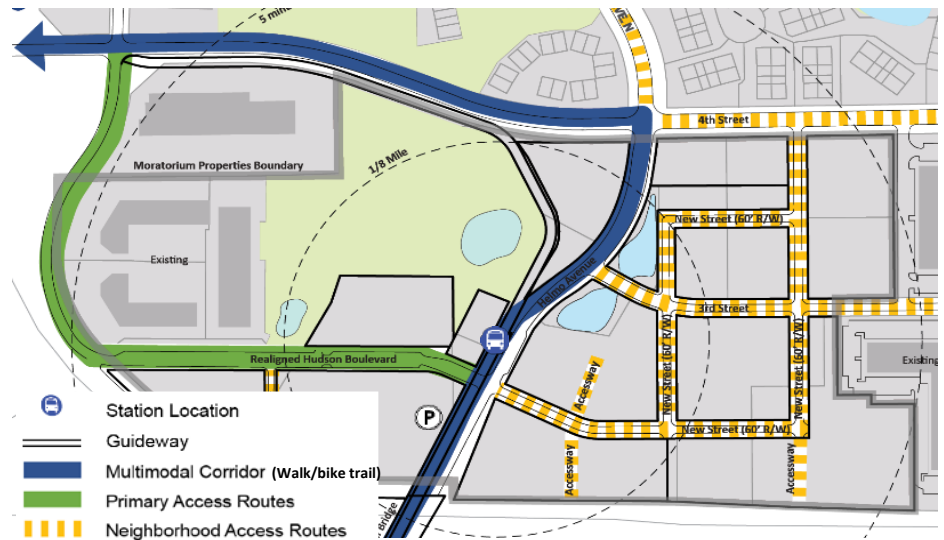 5 min
VE N
4th Street
Moratorium Properties Boundary
1/8 Mile
New Street (60' R/W)
Existing
Helmo Avenue
3rd Street
Existing
New Street (60' R/W)
New Street (60' R/W)
Realigned Hudson Boulevard
Accessway
New Street (60' R/W)
P
Accessway
Accessway
Bridge
Station Location
Guideway
Multimodal Corridor (Walk/bike trail)
Primary Access Routes
Neighborhood Access Routes